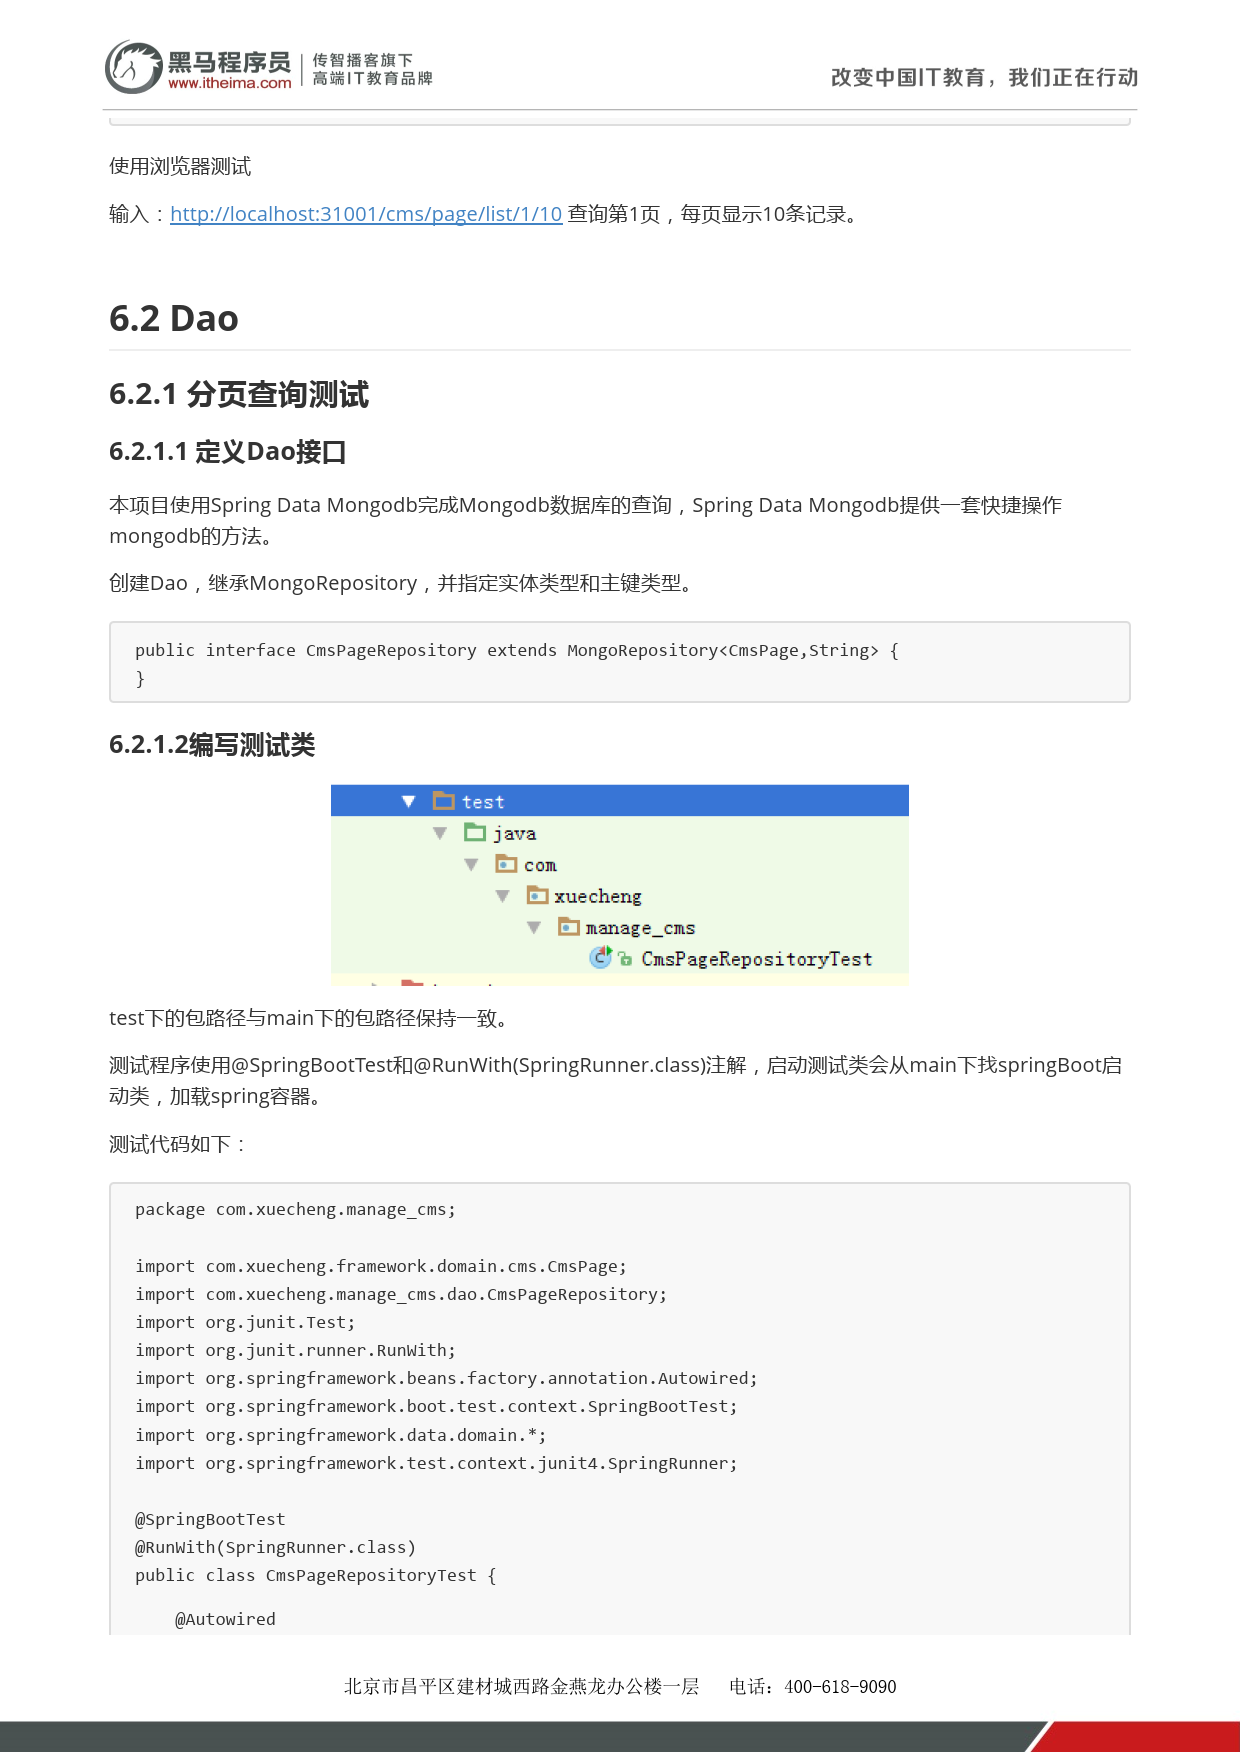 黑马程序员
www.itheima.com
传智播客旗下
高端IT教育品牌
改变中国IT教育，我们正在行动
使用浏览器测试
输入：http://localhost:31001/cms/page/list/1/10 查询第1页，每页显示10条记录。
6.2 Dao
6.2.1 分页查询测试
6.2.1.1 定义Dao接口
本项目使用Spring Data Mongodb完成Mongodb数据库的查询，Spring Data Mongodb提供一套快捷操作
mongodb的方法。
创建Dao，继承MongoRepository，并指定实体类型和主键类型。
public interface CmsPageRepository extends MongoRepository<CmsPage,String> {
}
6.2.1.2编写测试类
test
java
com
xuecheng
manage_cms
CmsPageRepositoryTest
test下的包路径与main下的包路径保持一致。
测试程序使用@SpringBootTest和@RunWith(SpringRunner.class)注解，启动测试类会从main下找springBoot启
动类，加载spring容器。
测试代码如下：
package com.xuecheng.manage_cms;
import com.xuecheng.framework.domain.cms.CmsPage;
import com.xuecheng.manage_cms.dao.CmsPageRepository;
import org.junit.Test;
import org.junit.runner.RunWith;
import org.springframework.beans.factory.annotation.Autowired;
import org.springframework.boot.test.context.SpringBootTest;
import org.springframework.data.domain.*;
import org.springframework.test.context.junit4.SpringRunner;
@SpringBootTest
@RunWith(SpringRunner.class)
public class CmsPageRepositoryTest {
@Autowired
北京市昌平区建材城西路金燕龙办公楼一层 电话：400-618-9090